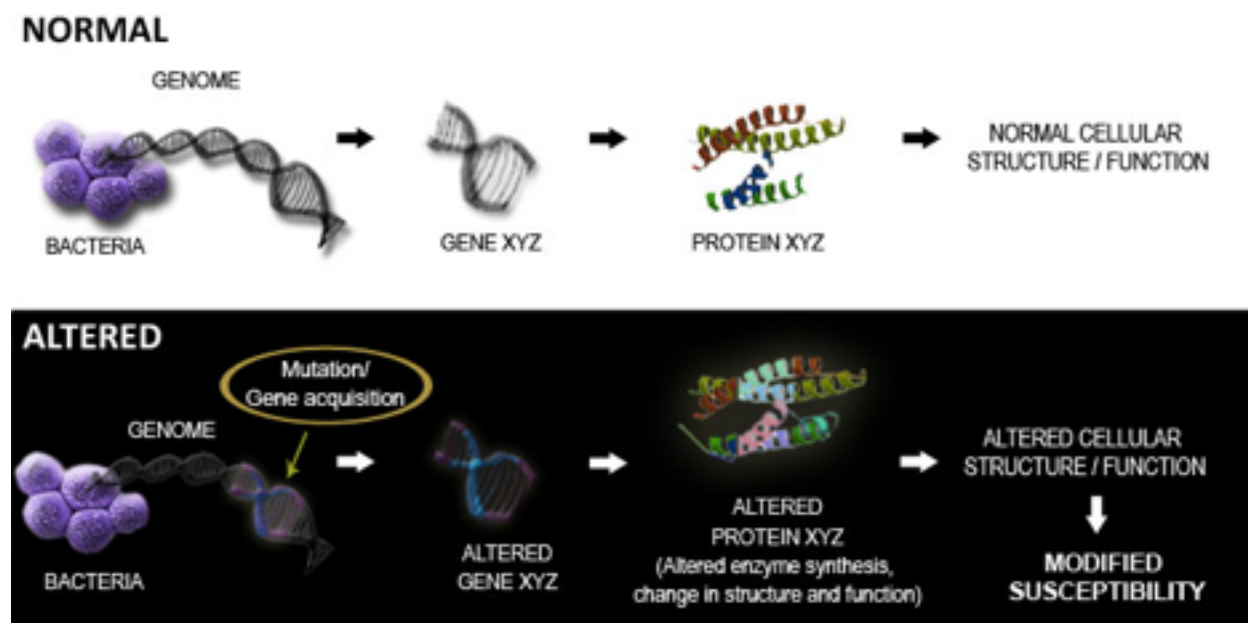 NORMAL
GENOME
BACTERIA
GENE XYZ
PROTEIN XYZ
NORMAL CELLULAR
STRUCTURE / FUNCTION
ALTERED
Mutation/
Gene acquisition
GENOME
BACTERIA
ALTERED
GENE XYZ
ALTERED
PROTEIN XYZ
(Altered enzyme synthesis,
change in structure and function)
ALTERED CELLULAR
STRUCTURE / FUNCTION
MODIFIED
SUSCEPTIBILITY